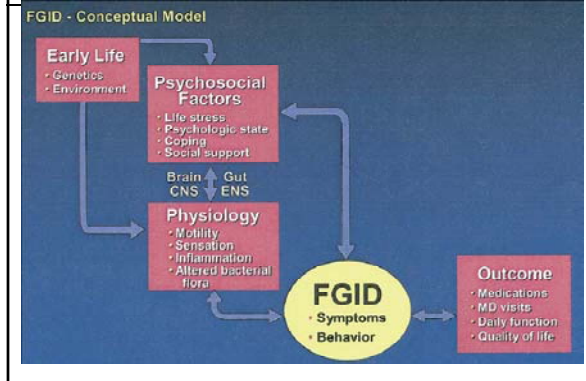 FGID - Conceptual Model
Early Life
• Genetics
• Environment
Psychosocial
Factors
• Life stress
• Psychologic state
• Coping
• Social support
Brain Gut
CNS ENS
Physiology
• Motility
• Sensation
• Inflammation
• Altered bacterial
flora
FGID
• Symptoms
• Behavior
Outcome
• Medications
• MD visits
• Daily function
• Quality of life